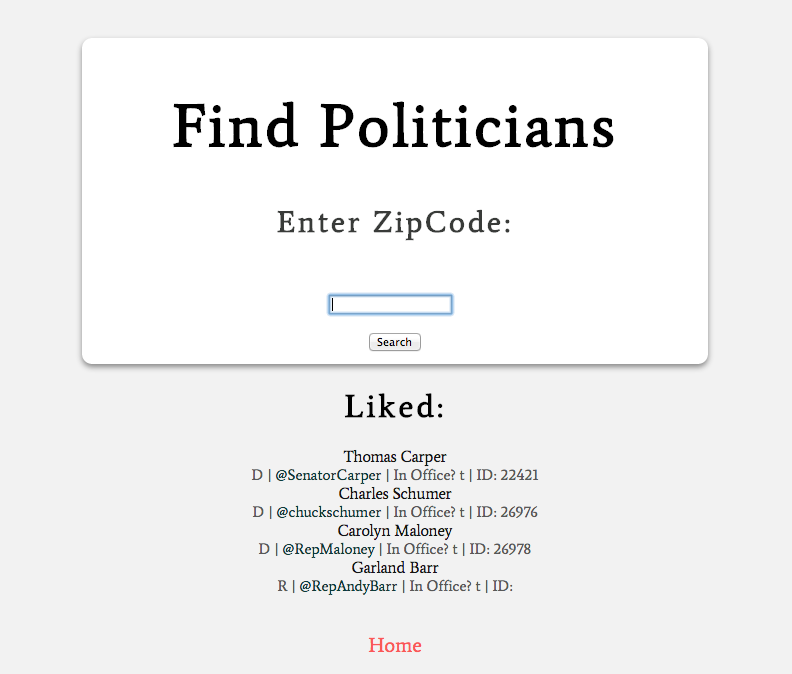 Find Politicians
Enter ZipCode:
Search
Liked:
Thomas Carper
D | @SenatorCarper | In Office? t | ID: 22421
Charles Schumer
D | @chuckschumer | In Office? t | ID: 26976
Carolyn Maloney
D | @RepMaloney | In Office? t | ID: 26978
Garland Barr
R | @RepAndyBarr | In Office? t | ID:
Home